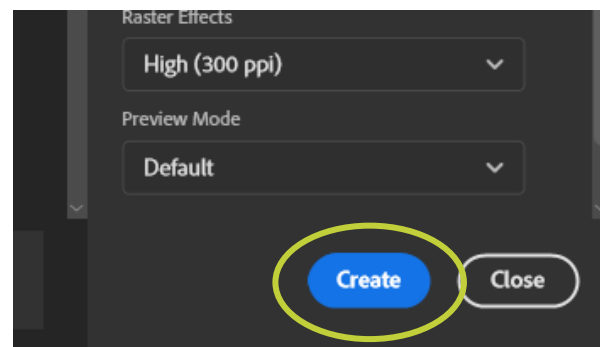 Raster Effects
High (300 ppi)
Preview Mode
Default
Create
Close